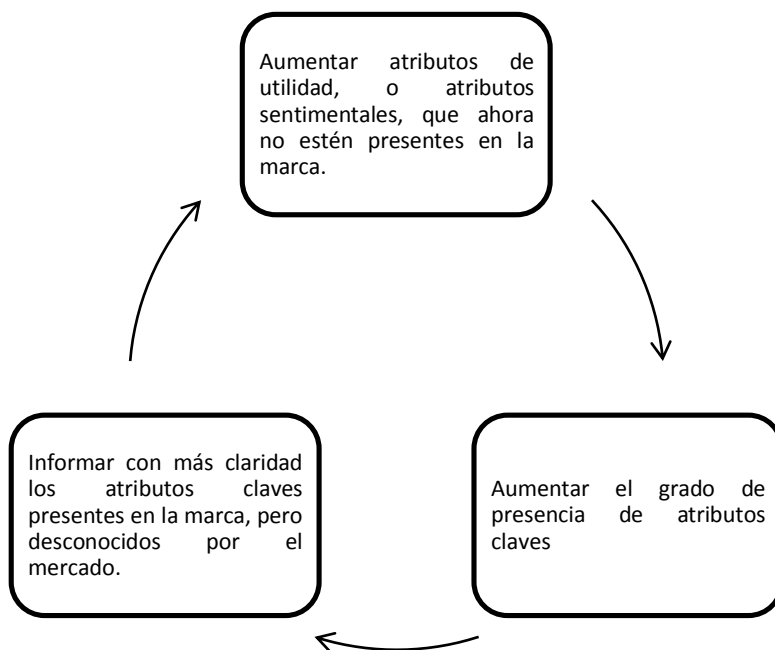 Aumentar atributos de
utilidad, o atributos
sentimentales, que ahora
no estén presentes en la
marca.
Informar con más claridad
los atributos claves
presentes en la marca, pero
desconocidos por el
mercado.
Aumentar el grado de
presencia de atributos
claves